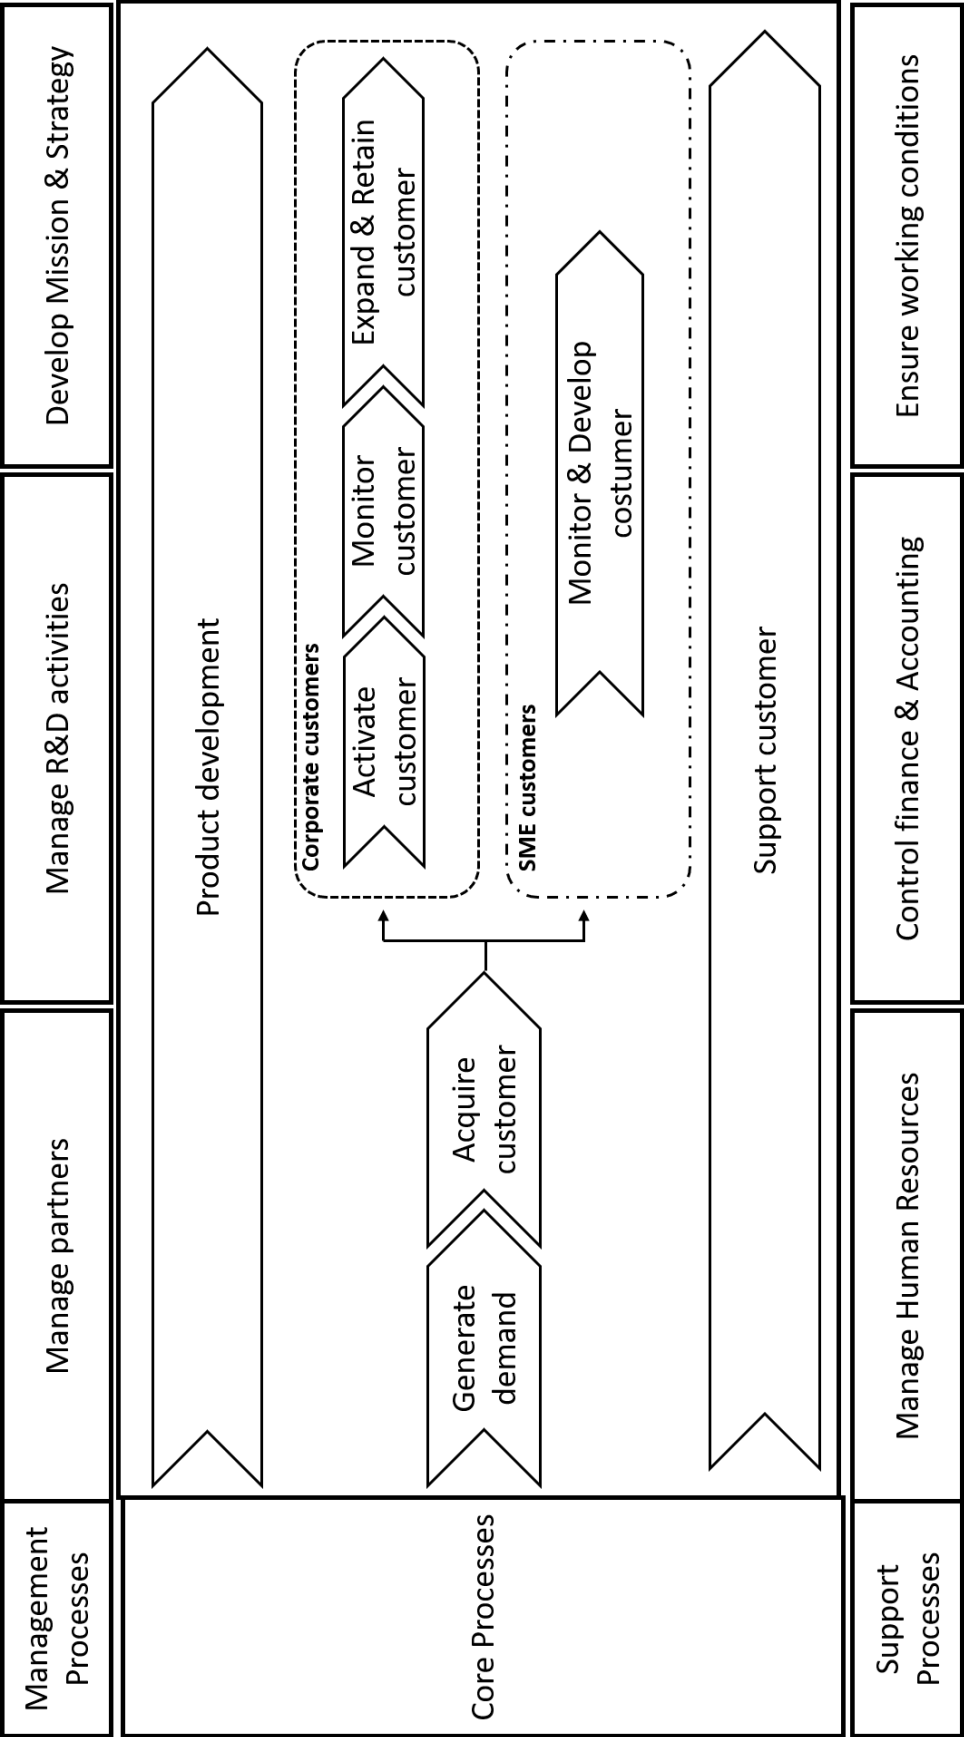 Management
Processes
Manage partners
Manage R&D activities
Develop Mission & Strategy
Core Processes
Product development
Generate
demand
Acquire
customer
Corporate customers
Activate
customer
Monitor
customer
Expand & Retain
customer
SME customers
Monitor & Develop
costumer
Support customer
Support
Processes
Manage Human Resources
Control finance & Accounting
Ensure working conditions